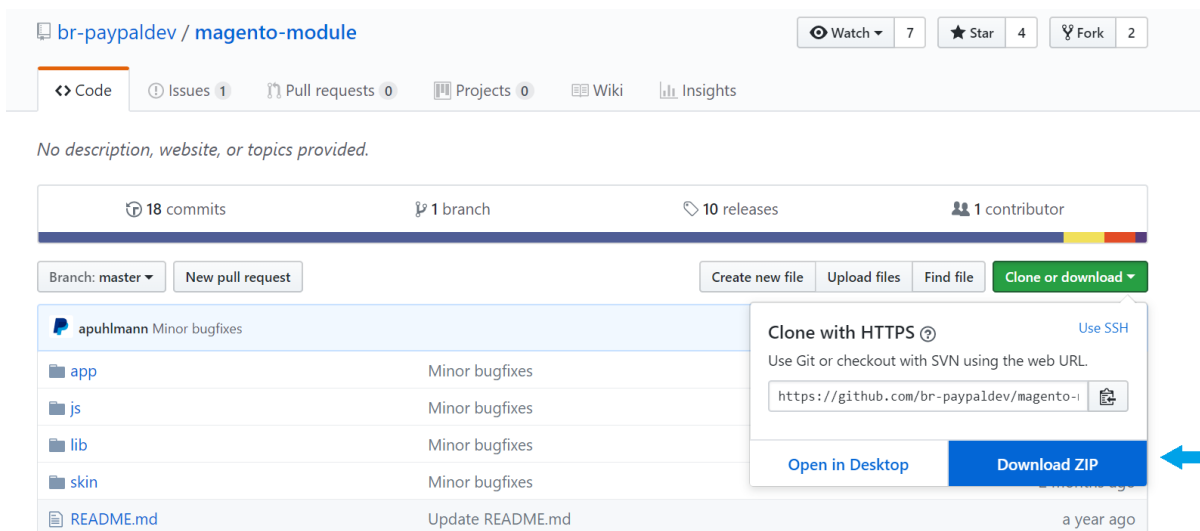 br-paypaldev / magento-module
Watch 7 Star 4 Fork 2
Code Issues 1 Pull requests 0 Projects 0 Wiki Insights
No description, website, or topics provided.
18 commits 1 branch 10 releases 1 contributor
Branch: master New pull request Create new file Upload files Find file Clone or download
apuhlmann Minor bugfixes
Clone with HTTPS ? Use SSH
Use Git or checkout with SVN using the web URL.
https://github.com/br-paypaldev/magento-
Open in Desktop Download ZIP
app Minor bugfixes
js Minor bugfixes
lib Minor bugfixes
skin Minor bugfixes
README.md Update README.md a year ago